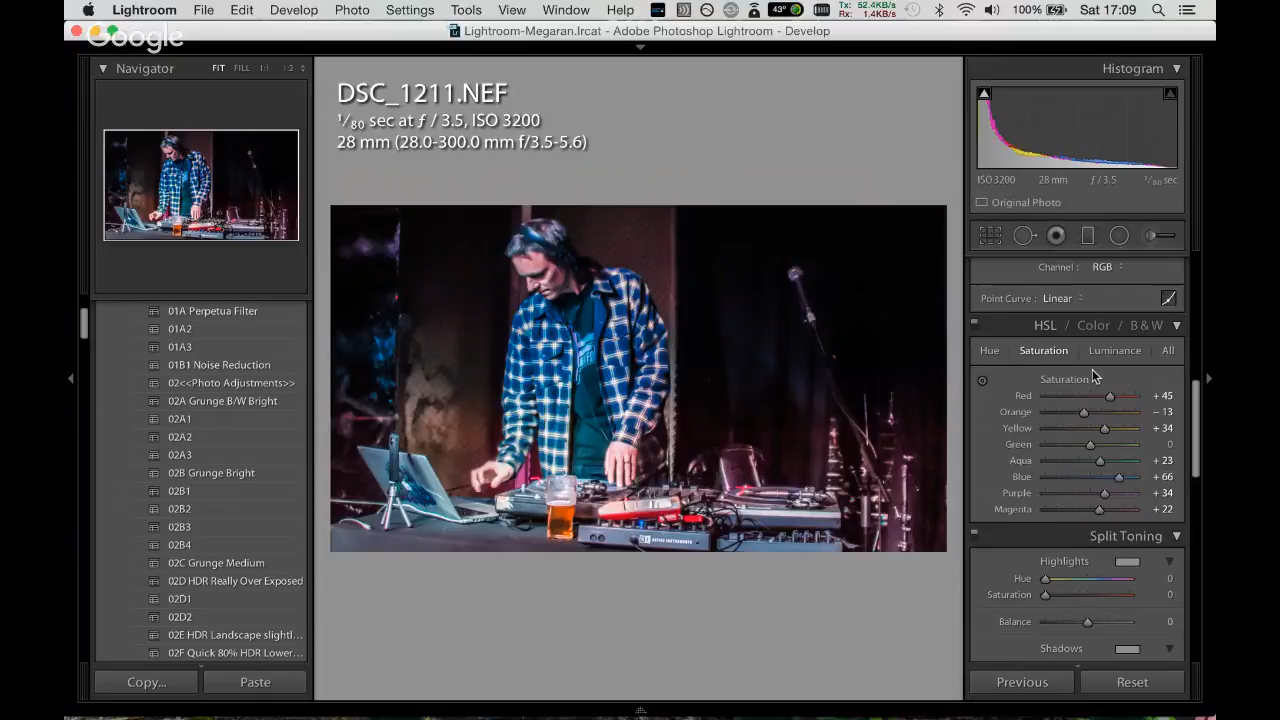 Lightroom File Edit Develop Photo Settings Tools View Window Help 43° Tx: 52.4KB/s Rx: 1.4KB/s 100% Sat 17:09
Google
Lightroom-Megaran.lrcat - Adobe Photoshop Lightroom - Develop
Navigator FIT FILL 1:1 1:2
01A Perpetua Filter
01A2
01A3
01B1 Noise Reduction
02<<Photo Adjustments>>
02A Grunge B/W Bright
02A1
02A2
02A3
02B Grunge Bright
02B1
02B2
02B3
02B4
02C Grunge Medium
02D HDR Really Over Exposed
02D1
02D2
02E HDR Landscape slightl...
02F Quick 80% HDR Lower...
Copy... Paste
DSC_1211.NEF
1/80 sec at ƒ / 3.5, ISO 3200
28 mm (28.0-300.0 mm f/3.5-5.6)
NATIVE INSTRUMENTS
Histogram
ISO 3200 28 mm ƒ / 3.5 1/80 sec
Original Photo
Channel : RGB
Point Curve : Linear
HSL / Color / B & W
Hue Saturation Luminance All
Saturation
Red + 45
Orange − 13
Yellow + 34
Green 0
Aqua + 23
Blue + 66
Purple + 34
Magenta + 22
Split Toning
Highlights
Hue 0
Saturation 0
Balance 0
Shadows
Previous Reset